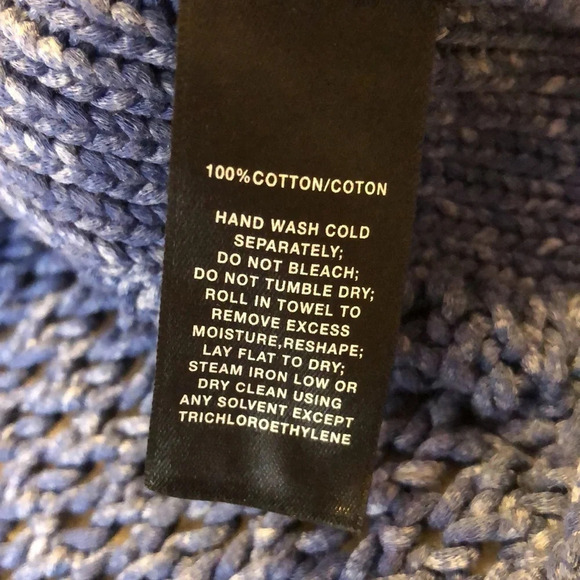 100%COTTON/COTON
HAND WASH COLD
SEPARATELY;
DO NOT BLEACH;
DO NOT TUMBLE DRY;
ROLL IN TOWEL TO
REMOVE EXCESS
MOISTURE,RESHAPE;
LAY FLAT TO DRY;
STEAM IRON LOW OR
DRY CLEAN USING
ANY SOLVENT EXCEPT
TRICHLOROETHYLENE